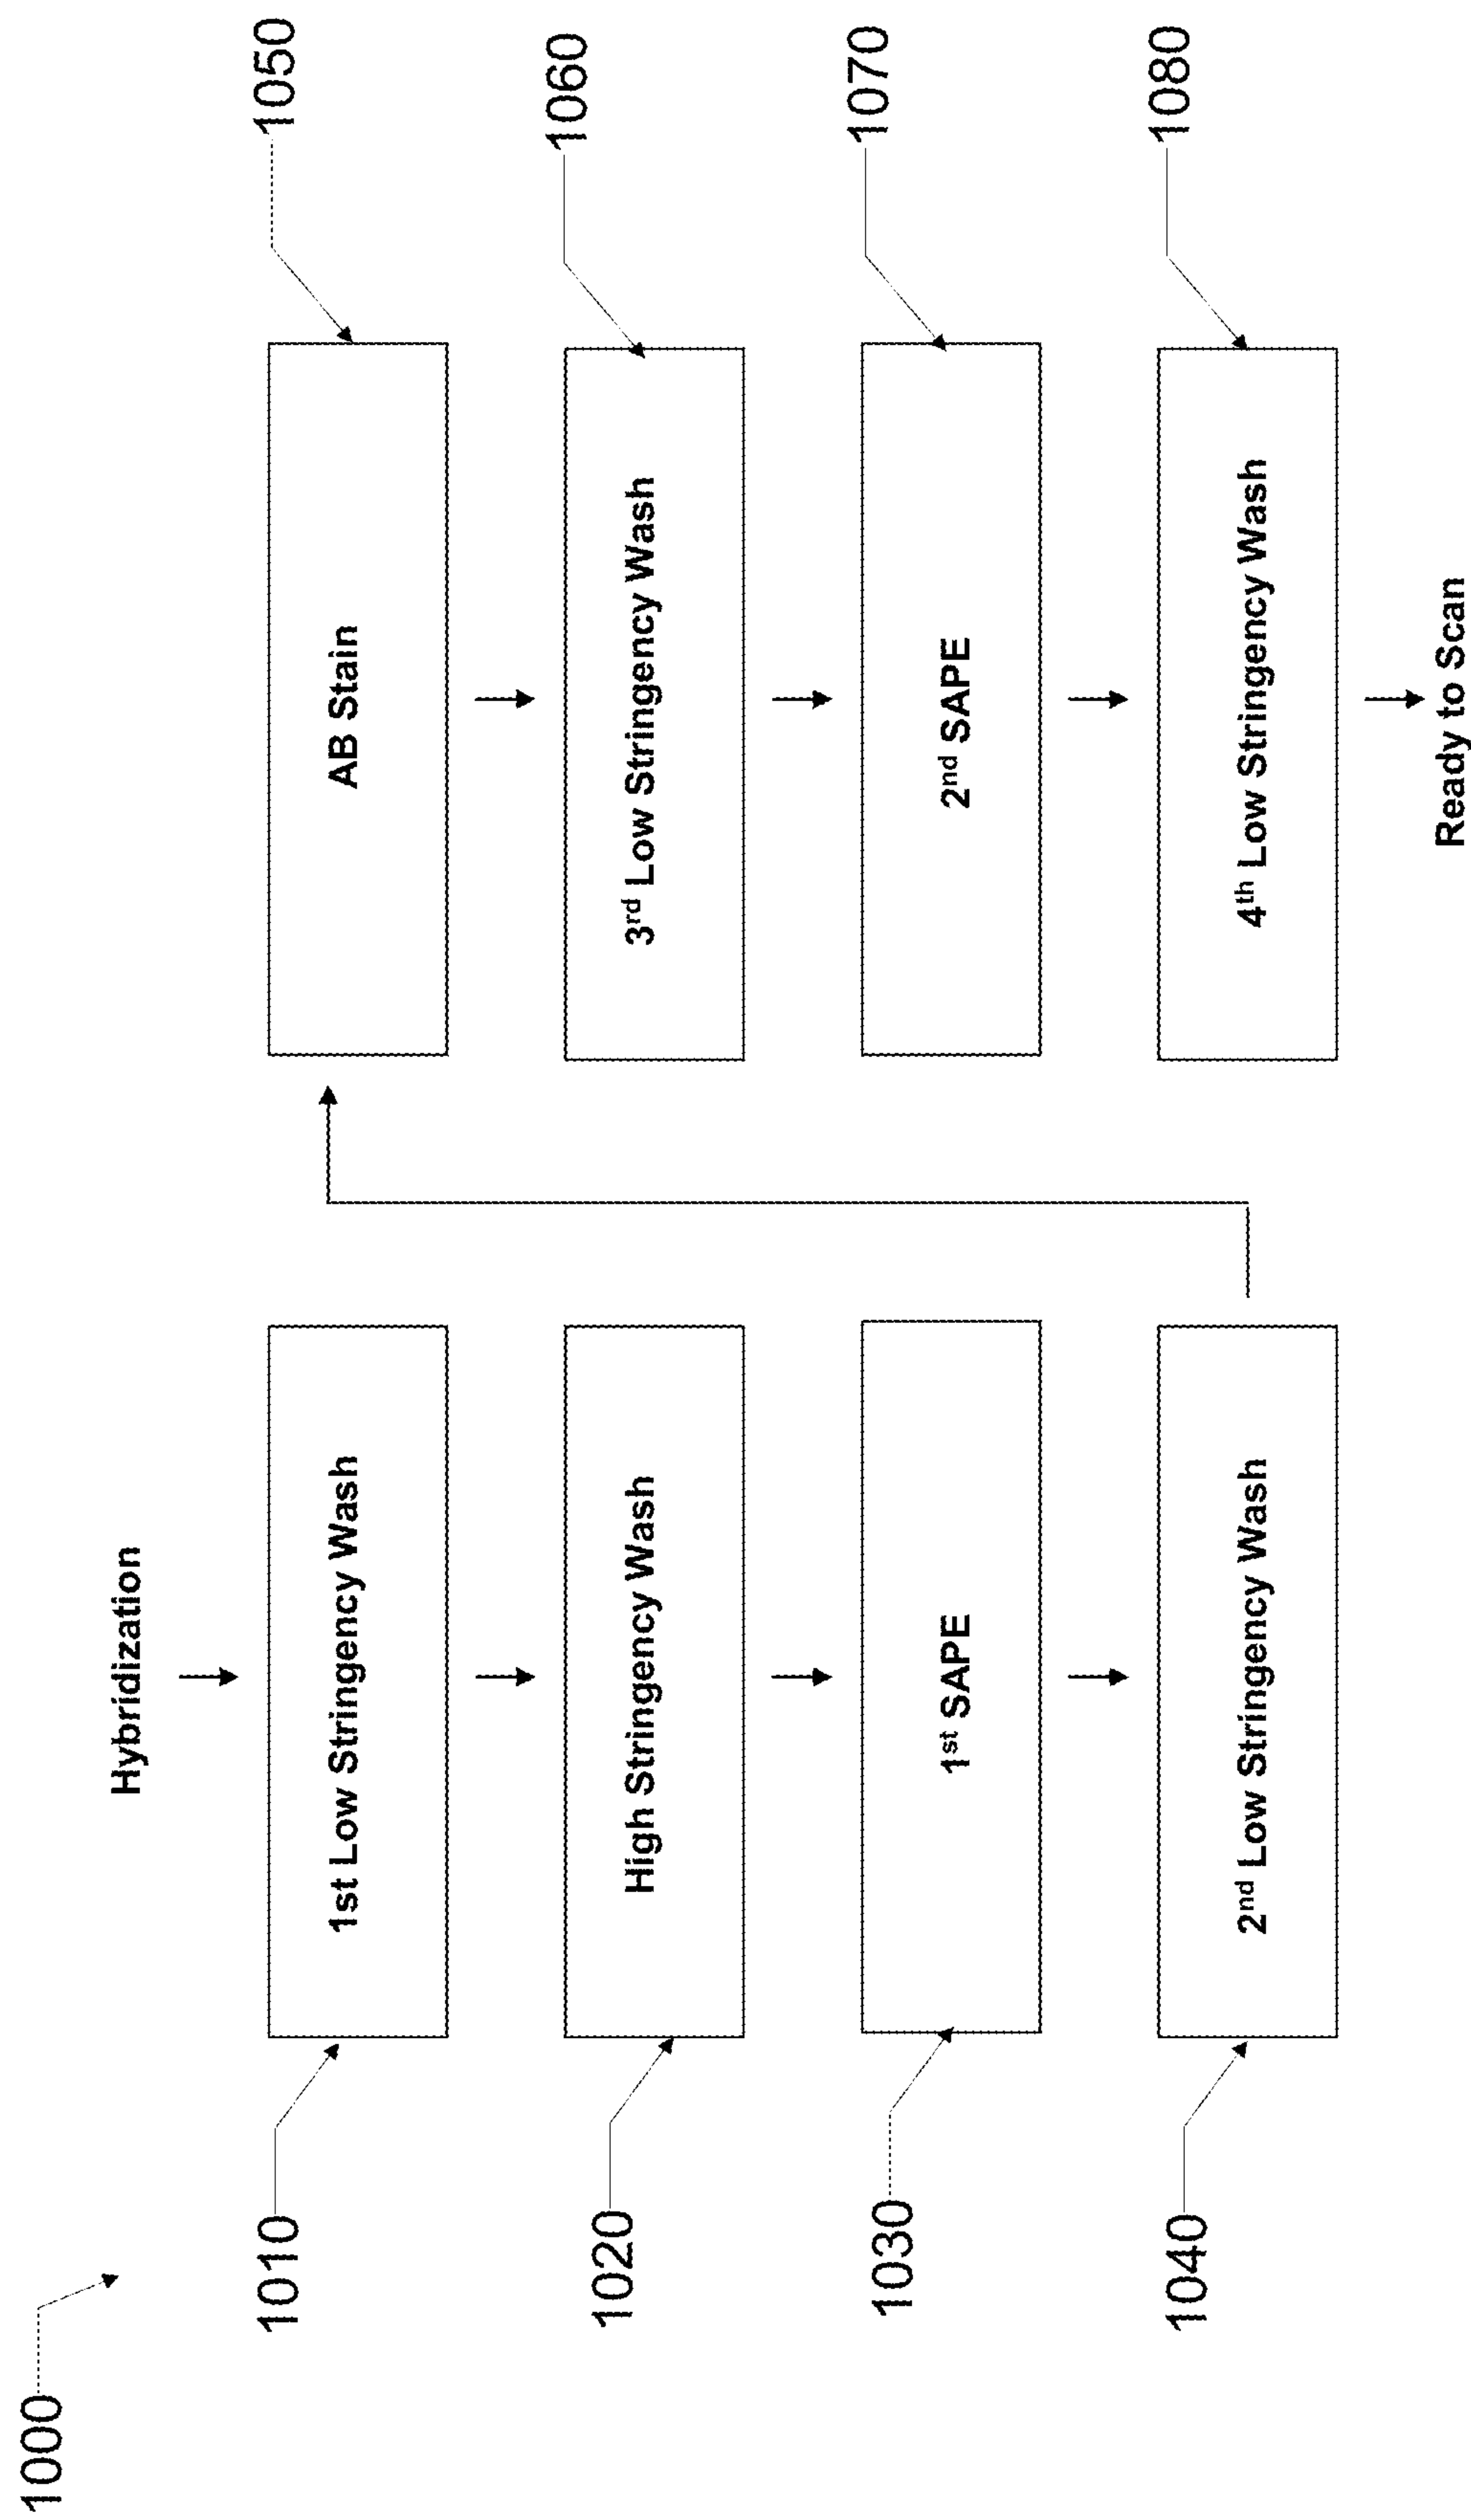 1000
Hybridization
1010
1st Low Stringency Wash
1020
High Stringency Wash
1030
1st SAPE
1040
2nd Low Stringency Wash
1050
AB Stain
1060
3rd Low Stringency Wash
1070
2nd SAPE
1080
4th Low Stringency Wash
Ready to Scan